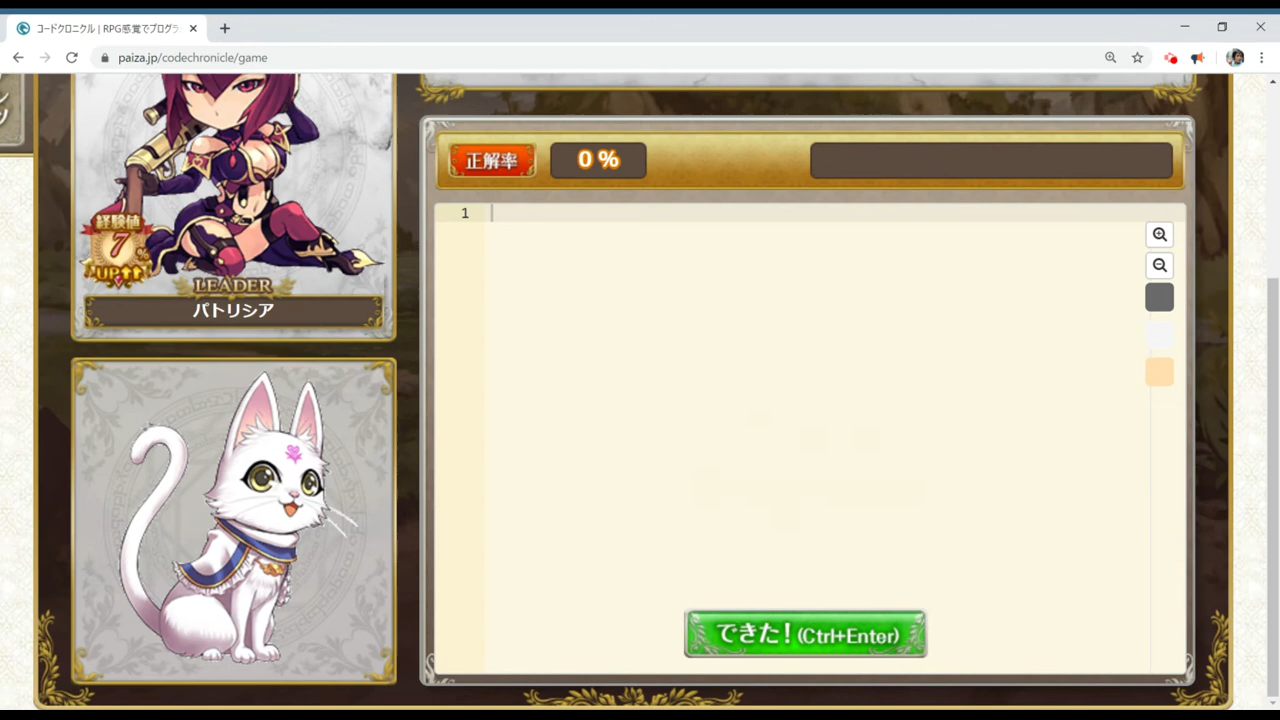 コードクロニクル | RPG感覚でプログラ
paiza.jp/codechronicle/game
正解率
0 %
1
経験値
7 %
UP
LEADER
パトリシア
できた! (Ctrl+Enter)